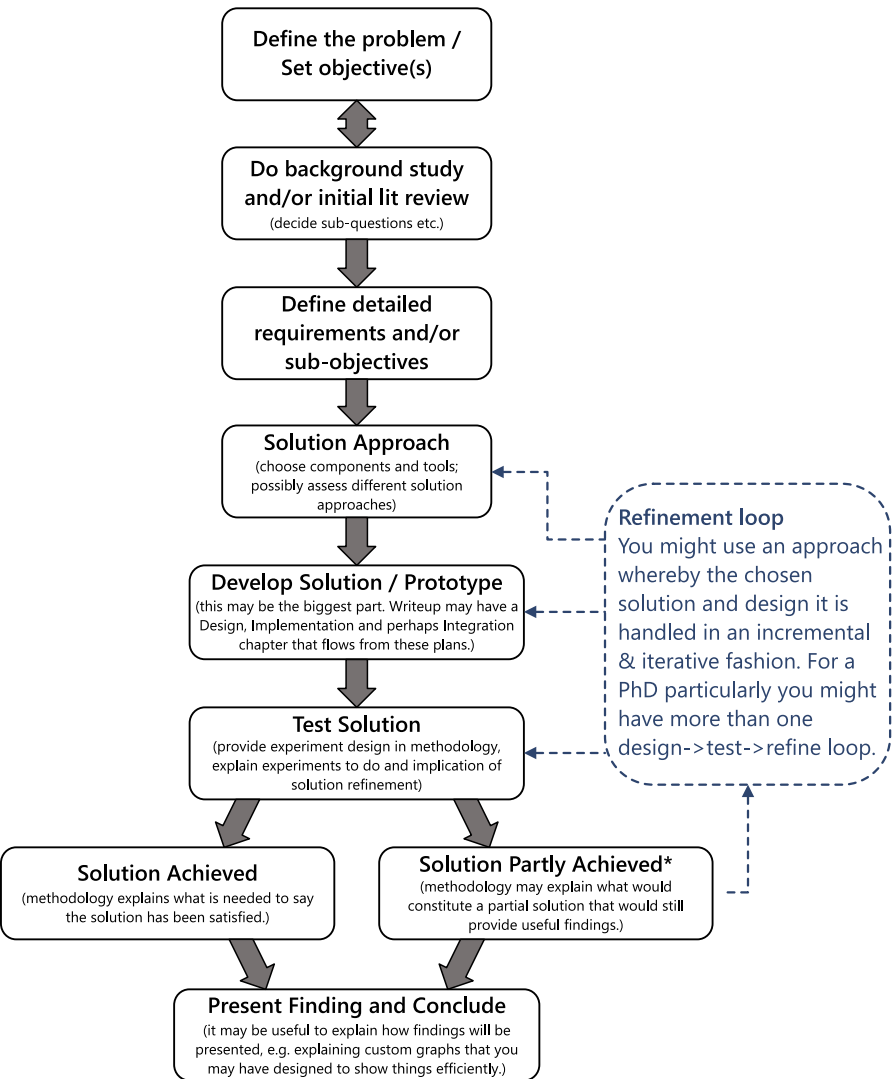 Define the problem /
Set objective(s)
Do background study
and/or initial lit review
(decide sub-questions etc.)
Define detailed
requirements and/or
sub-objectives
Solution Approach
(choose components and tools;
possibly assess different solution
approaches)
Develop Solution / Prototype
(this may be the biggest part. Writeup may have a
Design, Implementation and perhaps Integration
chapter that flows from these plans.)
Refinement loop
You might use an approach
whereby the chosen
solution and design it is
handled in an incremental
& iterative fashion. For a
PhD particularly you might
have more than one
design->test->refine loop.
Test Solution
(provide experiment design in methodology,
explain experiments to do and implication of
solution refinement)
Solution Achieved
(methodology explains what is needed to say
the solution has been satisfied.)
Solution Partly Achieved*
(methodology may explain what would
constitute a partial solution that would still
provide useful findings.)
Present Finding and Conclude
(it may be useful to explain how findings will be
presented, e.g. explaining custom graphs that you
may have designed to show things efficiently.)